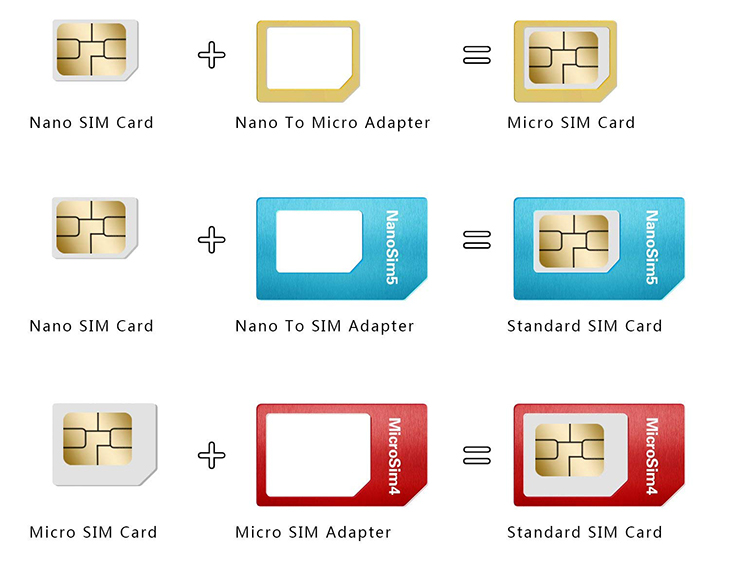 Nano SIM Card
Nano To Micro Adapter
Micro SIM Card
NanoSim5
NanoSim5
Nano SIM Card
Nano To SIM Adapter
Standard SIM Card
MicroSim4
MicroSim4
Micro SIM Card
Micro SIM Adapter
Standard SIM Card